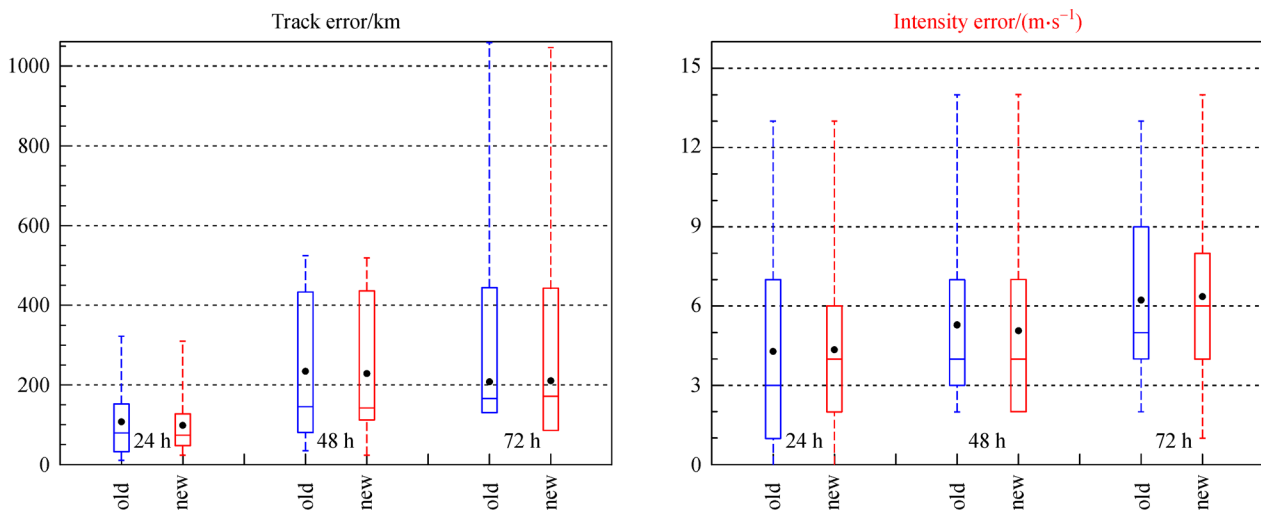 Track error/km
1000
800
600
400
200
0
24 h
48 h
72 h
old
new
old
new
old
new
Intensity error/(m·s⁻¹)
15
12
9
6
3
0
24 h
48 h
72 h
old
new
old
new
old
new